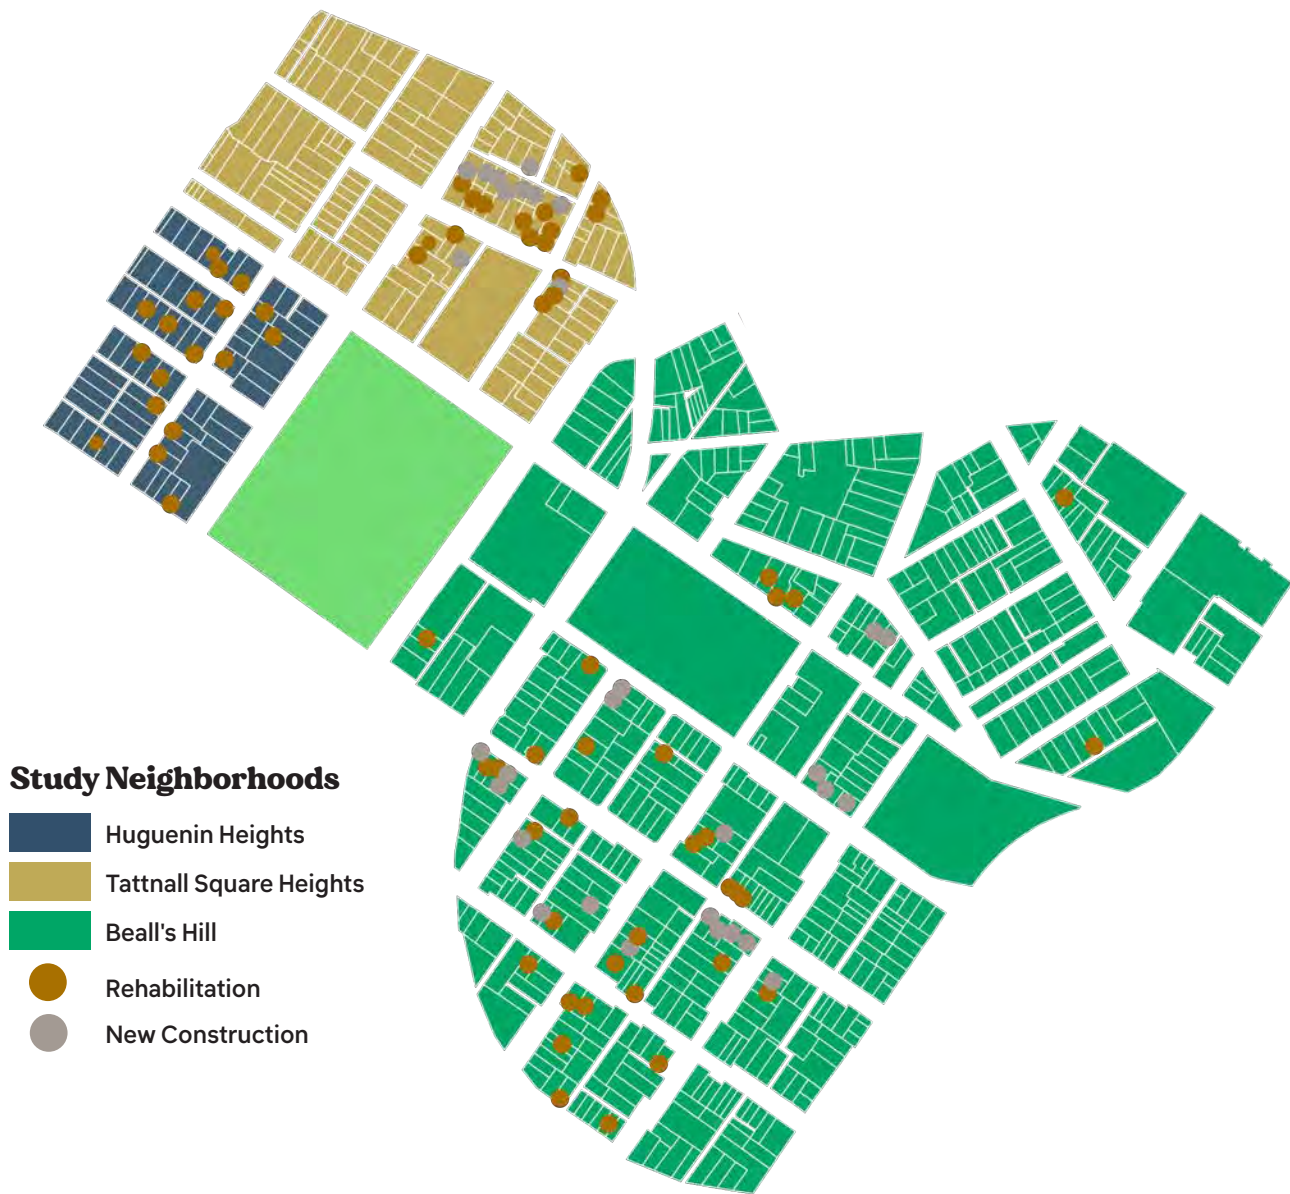 Study Neighborhoods
Huguenin Heights
Tattnall Square Heights
Beall's Hill
Rehabilitation
New Construction